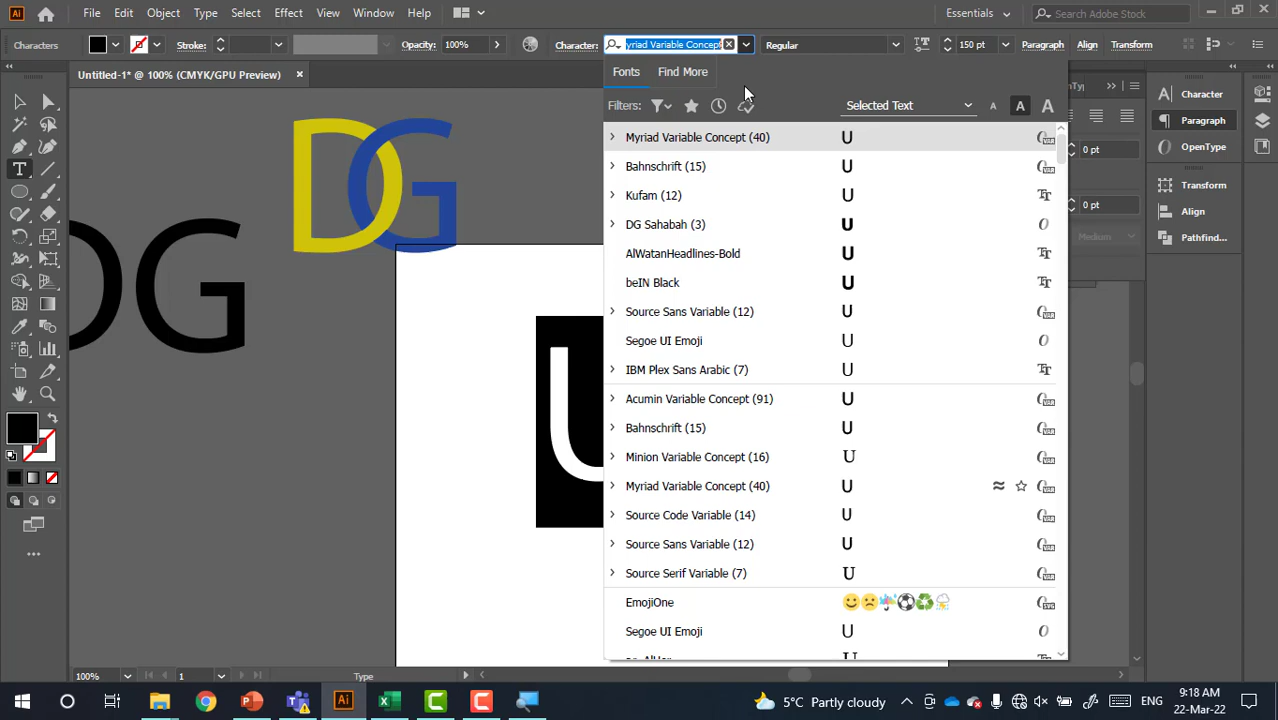 Ai File Edit Object Type Select Effect View Window Help Essentials Search Adobe Stock
Characters Stroke: Opacity: 100% Character: yriad Variable Concept Regular 150 pt Paragraph Align Transform
Untitled-1* @ 100% (CMYK/GPU Preview)
Fonts Find More
Filters: Selected Text A A A
Character
Paragraph
OpenType
Transform
Align
Pathfind...
0 pt
0 pt
Medium
DG
DG
U
Myriad Variable Concept (40) U
Bahnschrift (15) U
Kufam (12) U
DG Sahabah (3) U
AlWatanHeadlines-Bold U
beIN Black U
Source Sans Variable (12) U
Segoe UI Emoji U
IBM Plex Sans Arabic (7) U
Acumin Variable Concept (91) U
Bahnschrift (15) U
Minion Variable Concept (16) U
Myriad Variable Concept (40) U
Source Code Variable (14) U
Source Sans Variable (12) U
Source Serif Variable (7) U
EmojiOne
Segoe UI Emoji U
100% 1 Type
5°C Partly cloudy ENG 9:18 AM
22-Mar-22